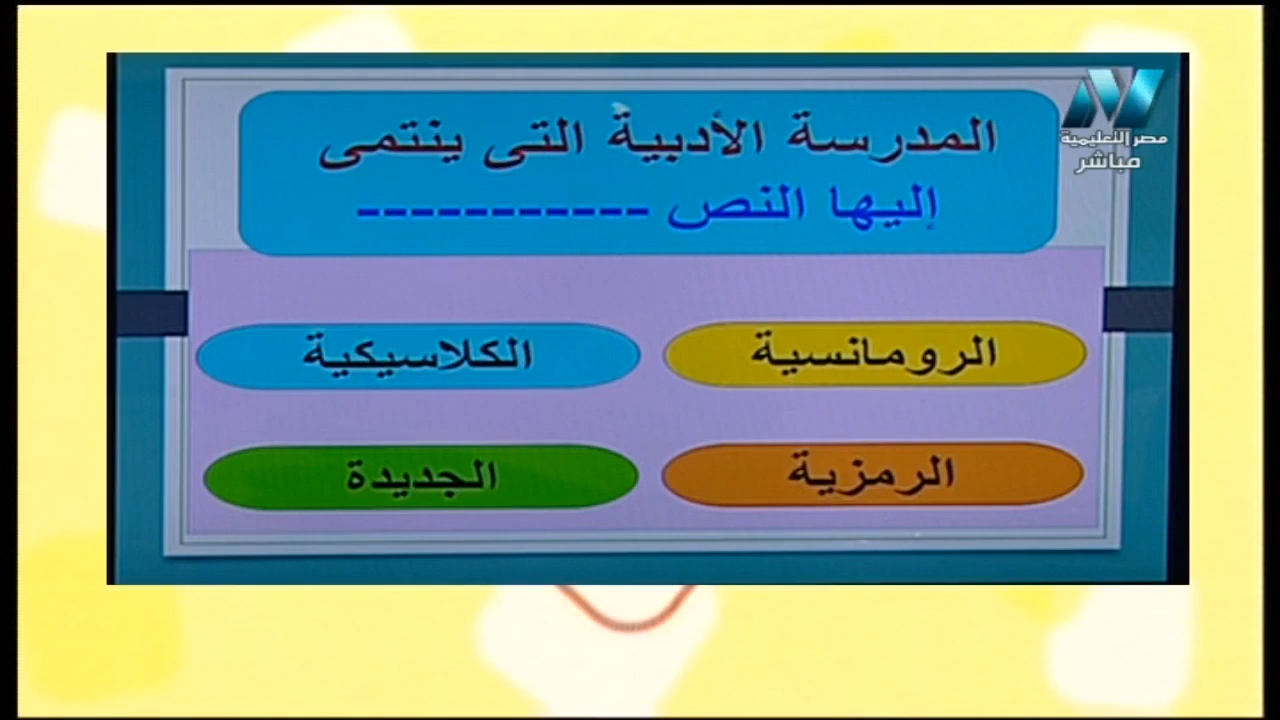 المدرسة الأدبية التى ينتمى
إليها النص -----------
الرومانسية
الكلاسيكية
الرمزية
الجديدة
مصر التعليمية
مباشر